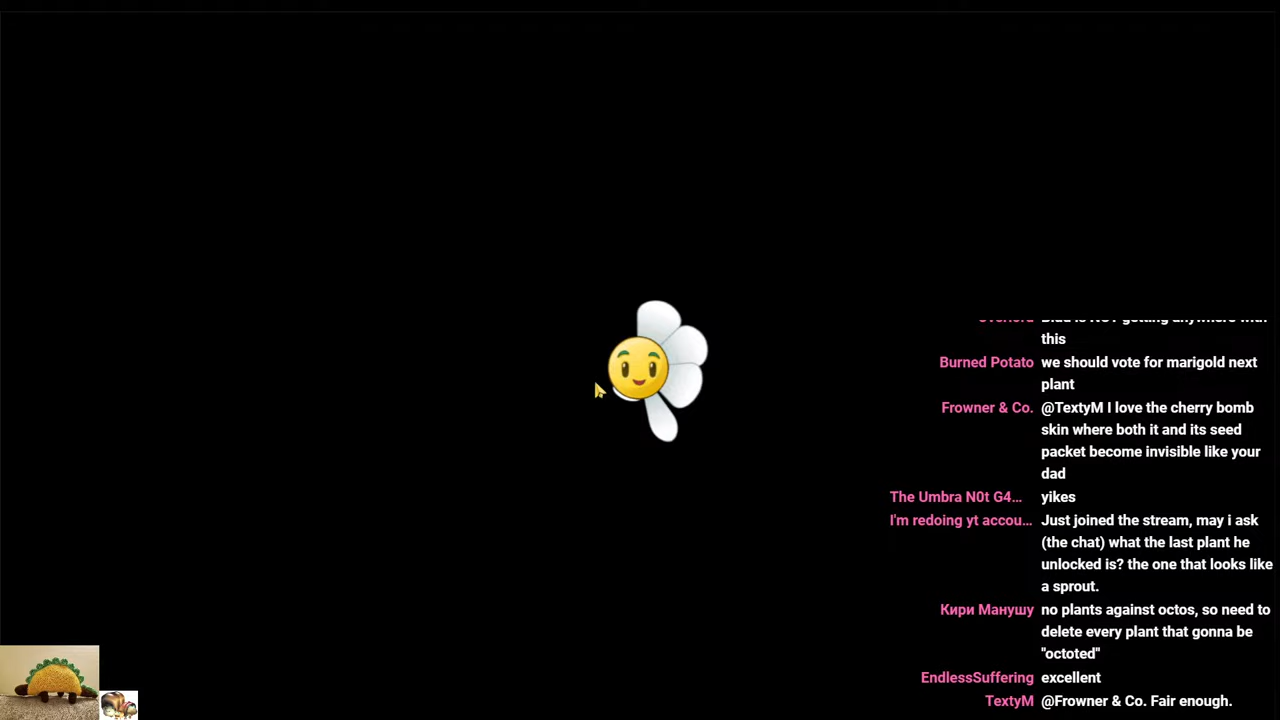 this
Burned Potato we should vote for marigold next
plant
Frowner & Co. @TextyM I love the cherry bomb
skin where both it and its seed
packet become invisible like your
dad
The Umbra N0t G4… yikes
I'm redoing yt accou… Just joined the stream, may i ask
(the chat) what the last plant he
unlocked is? the one that looks like
a sprout.
Кири Манушу no plants against octos, so need to
delete every plant that gonna be
"octoted"
EndlessSuffering excellent
TextyM @Frowner & Co. Fair enough.